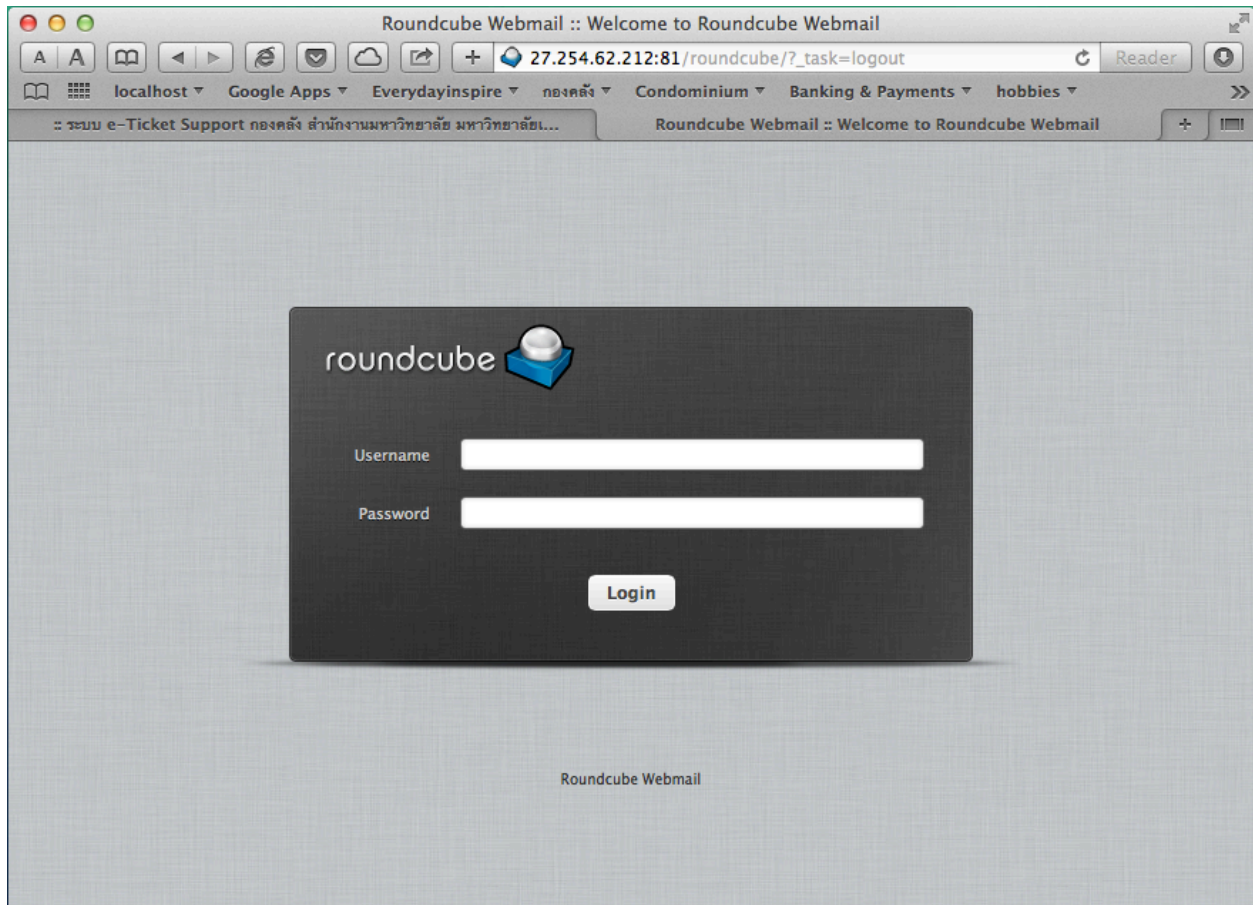 Roundcube Webmail :: Welcome to Roundcube Webmail
A A 27.254.62.212:81/roundcube/?_task=logout Reader
localhost Google Apps Everydayinspire กองคลัง Condominium Banking & Payments hobbies
:: ระบบ e-Ticket Support กองคลัง สำนักงานมหาวิทยาลัย มหาวิทยาลัยเ... Roundcube Webmail :: Welcome to Roundcube Webmail
roundcube
Username
Password
Login
Roundcube Webmail